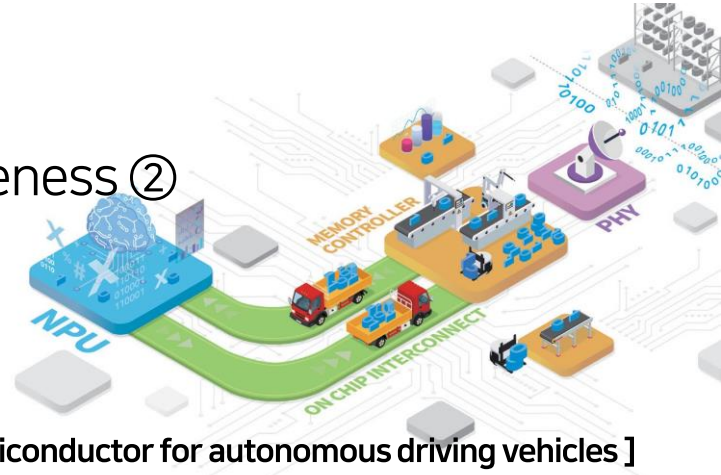 eness ②
MEMORY
CONTROLLER
PHY
NPU
ON CHIP INTERCONNECT
iconductor for autonomous driving vehicles ]